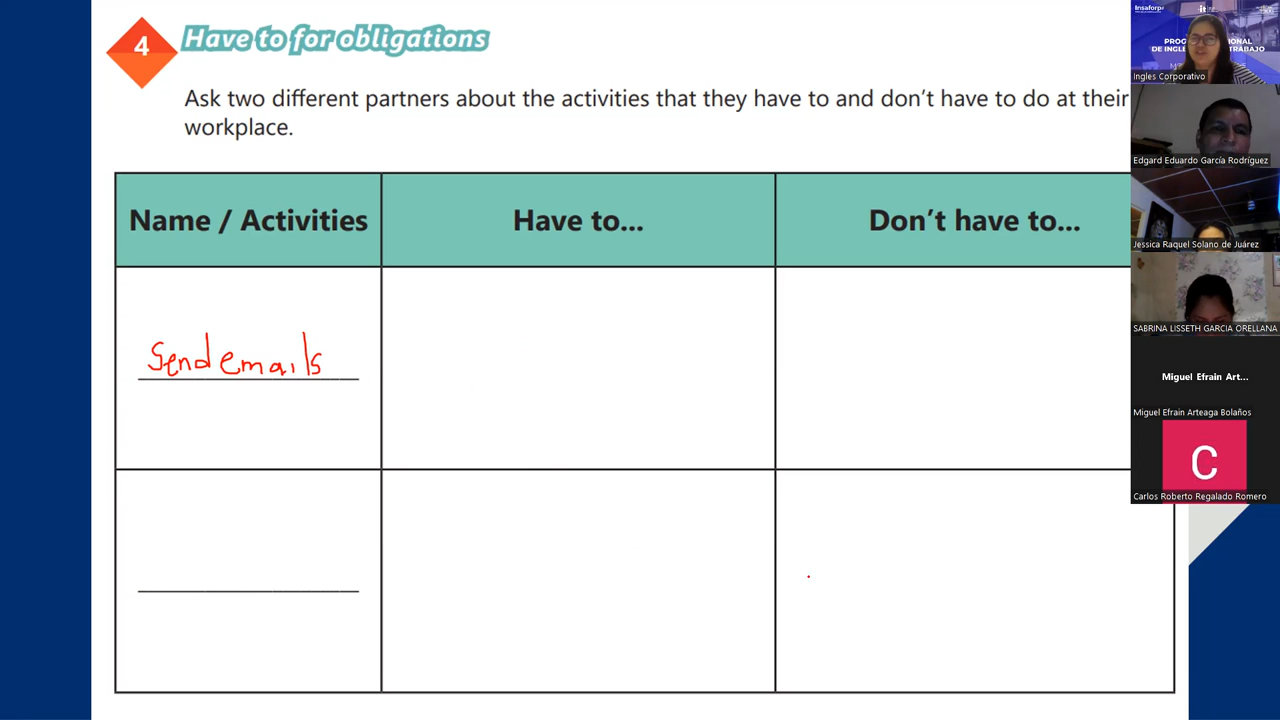 4
Have to for obligations
Ask two different partners about the activities that they have to and don't have to do at their
workplace.
Name / Activities
Have to...
Don't have to...
Send emails
Insaforp
Ingles Corporativo
Edgard Eduardo García Rodríguez
Jessica Raquel Solano de Juárez
SABRINA LISSETH GARCIA ORELLANA
Miguel Efrain Art...
Miguel Efrain Arteaga Bolaños
C
Carlos Roberto Regalado Romero